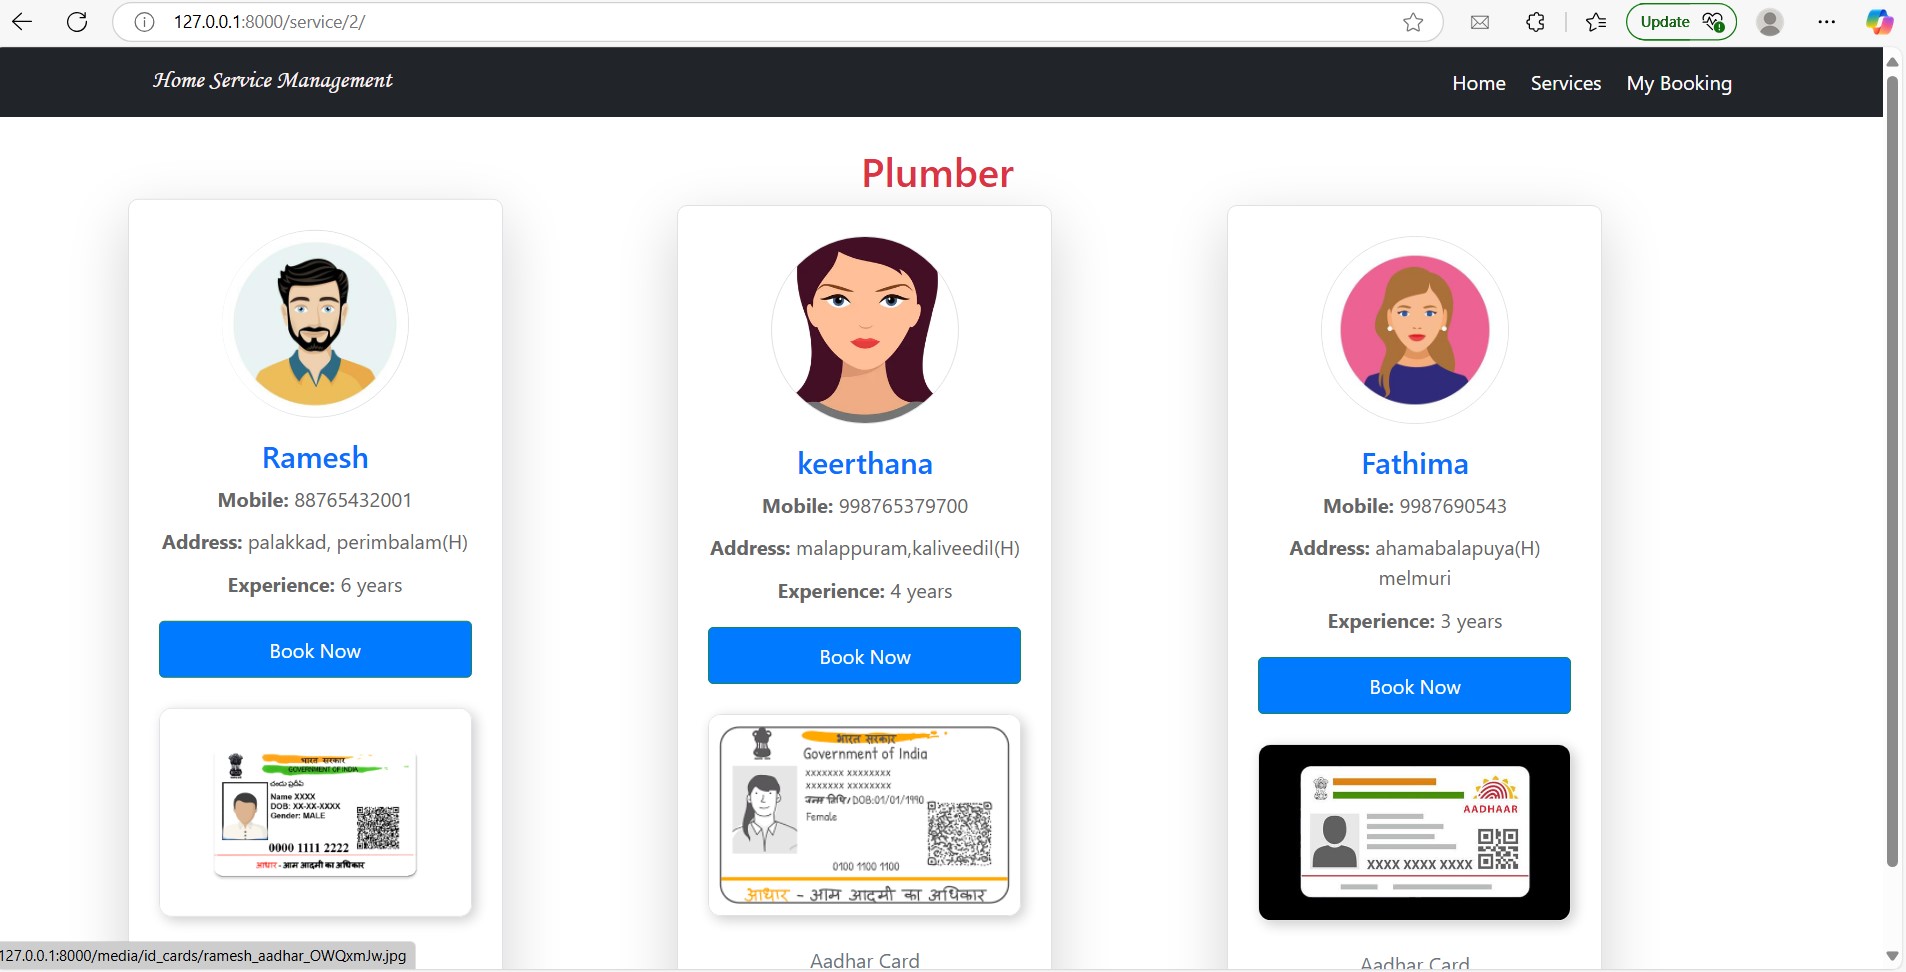 127.0.0.1:8000/service/2/
Update
Home Service Management
Home Services My Booking
Plumber
Ramesh
Mobile: 88765432001
Address: palakkad, perimbalam(H)
Experience: 6 years
Book Now
भारत सरकार
GOVERNMENT OF INDIA
Name XXXX
DOB: XX-XX-XXXX
Gender: MALE
0000 1111 2222
आधार - आम आदमी का अधिकार
keerthana
Mobile: 998765379700
Address: malappuram,kaliveedil(H)
Experience: 4 years
Book Now
भारत सरकार
Government of India
XXXXXXX XXXXXXXX
XXXXXXX XXXXXXXX
जन्म तिथि/ DOB:01/01/1990
Female
0100 1100 1100
आधार - आम आदमी का अधिकार
Aadhar Card
Fathima
Mobile: 9987690543
Address: ahamabalapuya(H)
melmuri
Experience: 3 years
Book Now
AADHAAR
XXXX XXXX XXXX
Aadhar Card
127.0.0.1:8000/media/id_cards/ramesh_aadhar_OWQxmJw.jpg